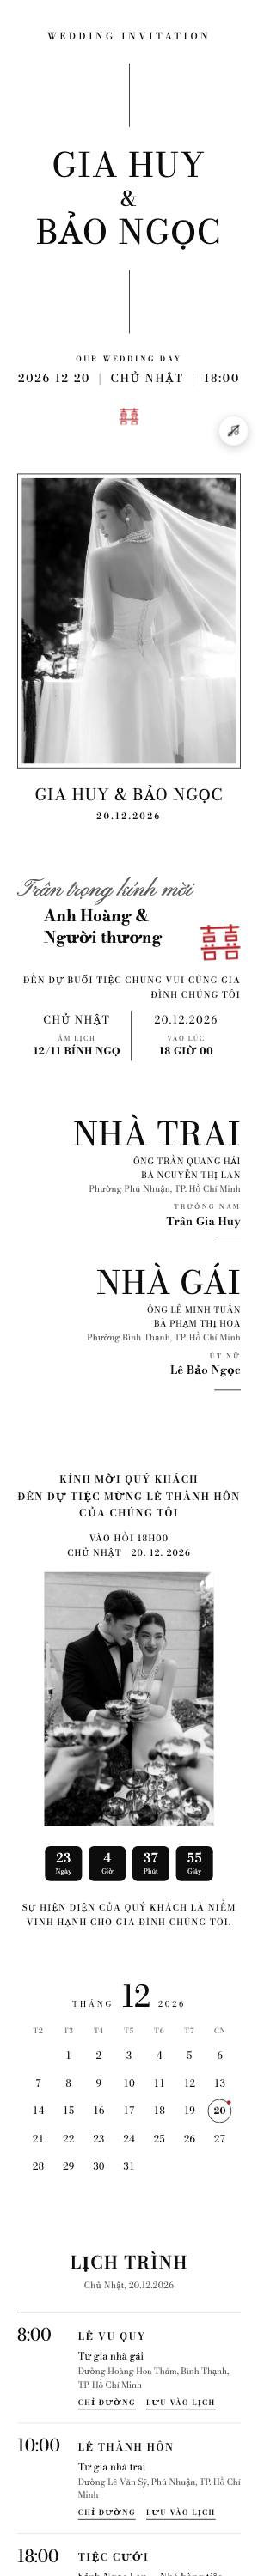 WEDDING INVITATION
GIA HUY
&
BẢO NGỌC
OUR WEDDING DAY
2026 12 20 | CHỦ NHẬT | 18:00
囍
GIA HUY & BẢO NGỌC
20.12.2026
Trân trọng kính mời
Anh Hoàng &
Người thương
囍
ĐẾN DỰ BUỔI TIỆC CHUNG VUI CÙNG GIA
ĐÌNH CHÚNG TÔI
CHỦ NHẬT
ÂM LỊCH
12/11 BÍNH NGỌ
20.12.2026
VÀO LÚC
18 GIỜ 00
NHÀ TRAI
ÔNG TRẦN QUANG HẢI
BÀ NGUYỄN THỊ LAN
Phường Phú Nhuận, TP. Hồ Chí Minh
TRƯỞNG NAM
Trần Gia Huy
NHÀ GÁI
ÔNG LÊ MINH TUẤN
BÀ PHẠM THỊ HOA
Phường Bình Thạnh, TP. Hồ Chí Minh
ÚT NỮ
Lê Bảo Ngọc
KÍNH MỜI QUÝ KHÁCH
ĐẾN DỰ TIỆC MỪNG LỄ THÀNH HÔN
CỦA CHÚNG TÔI
VÀO HỒI 18H00
CHỦ NHẬT | 20. 12. 2026
23 4 37 55
Ngày Giờ Phút Giây
SỰ HIỆN DIỆN CỦA QUÝ KHÁCH LÀ NIỀM
VINH HẠNH CHO GIA ĐÌNH CHÚNG TÔI.
THÁNG 12 2026
T2 T3 T4 T5 T6 T7 CN
1 2 3 4 5 6
7 8 9 10 11 12 13
14 15 16 17 18 19 20
21 22 23 24 25 26 27
28 29 30 31
LỊCH TRÌNH
Chủ Nhật, 20.12.2026
8:00
LỄ VU QUY
Tư gia nhà gái
Đường Hoàng Hoa Thám, Bình Thạnh,
TP. Hồ Chí Minh
CHỈ ĐƯỜNG LƯU VÀO LỊCH
10:00
LỄ THÀNH HÔN
Tư gia nhà trai
Đường Lê Văn Sỹ, Phú Nhuận, TP. Hồ Chí
Minh
CHỈ ĐƯỜNG LƯU VÀO LỊCH
18:00
TIỆC CƯỚI